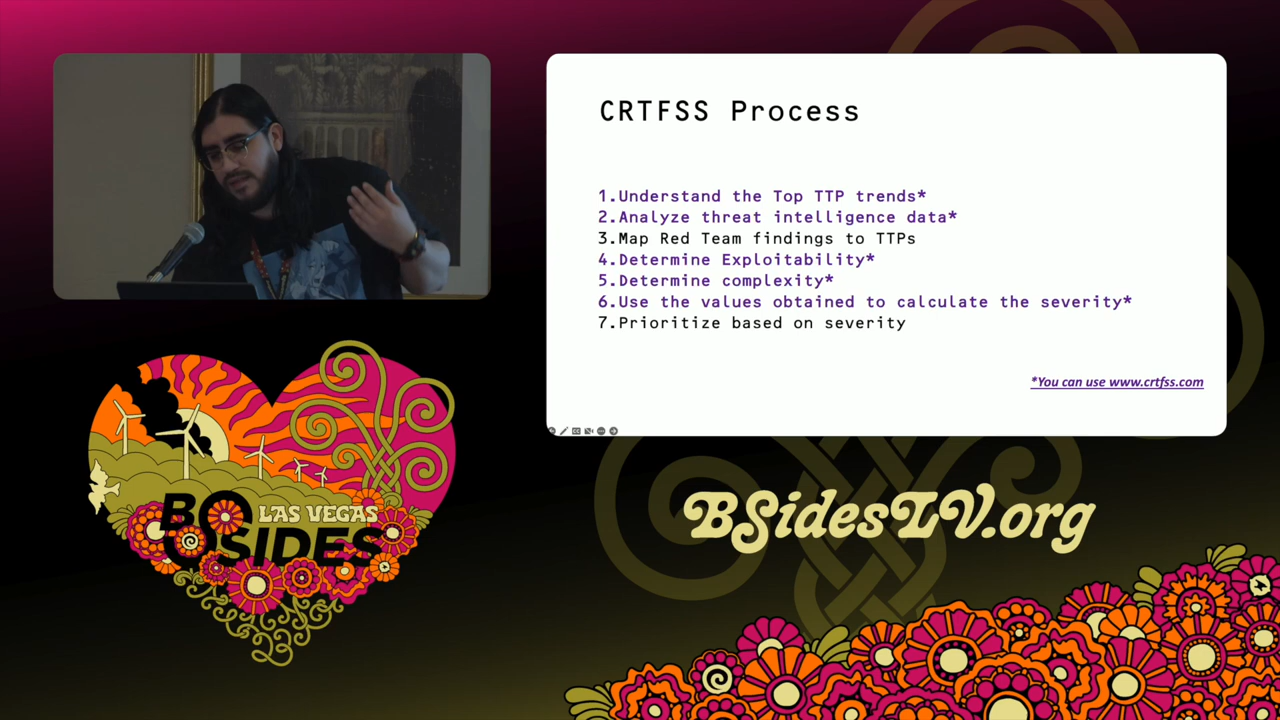 CRTFSS Process
1.Understand the Top TTP trends*
2.Analyze threat intelligence data*
3.Map Red Team findings to TTPs
4.Determine Exploitability*
5.Determine complexity*
6.Use the values obtained to calculate the severity*
7.Prioritize based on severity
*You can use www.crtfss.com
BSIDES
LAS VEGAS
BSidesLV.org